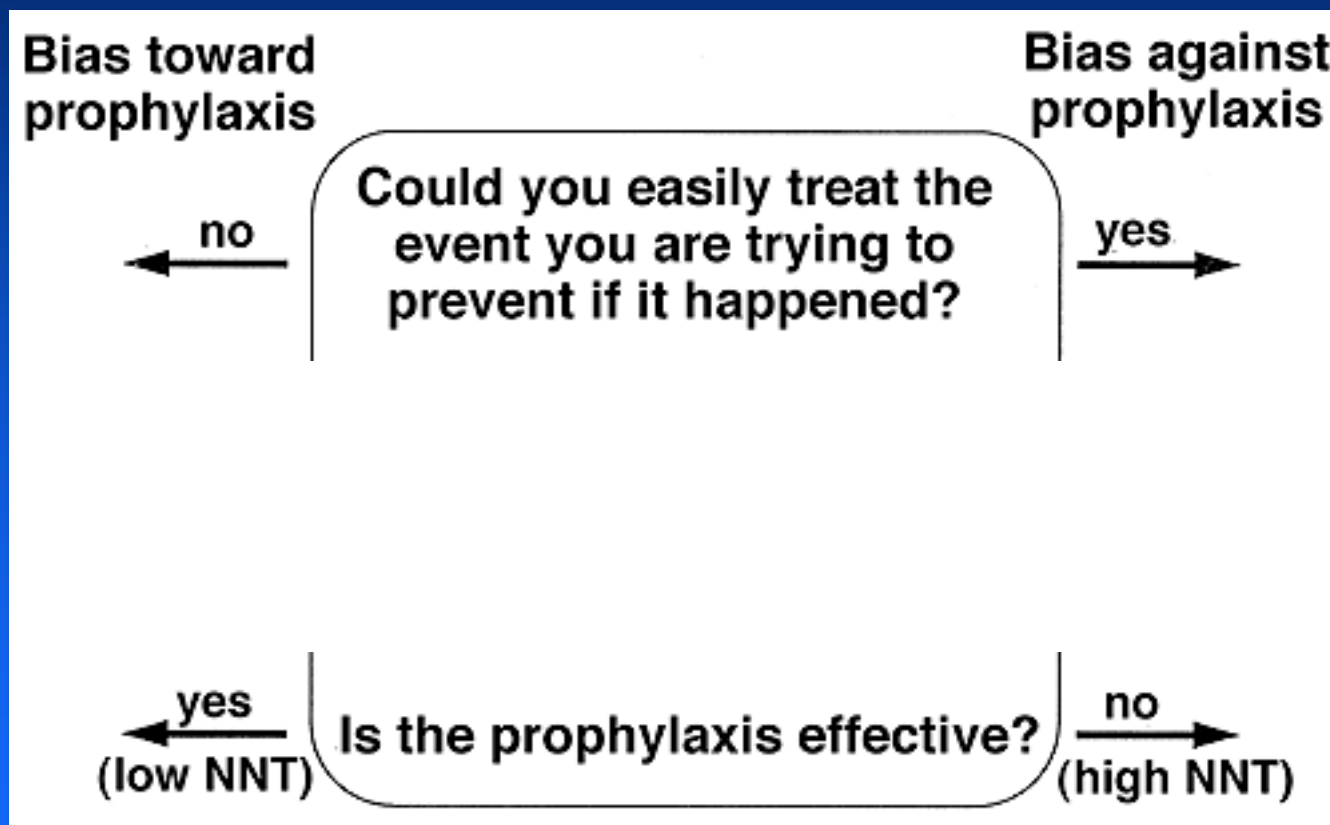 Bias toward
prophylaxis
Bias against
prophylaxis
Could you easily treat the
event you are trying to
prevent if it happened?
no
yes
yes
(low NNT)
Is the prophylaxis effective?
no
(high NNT)